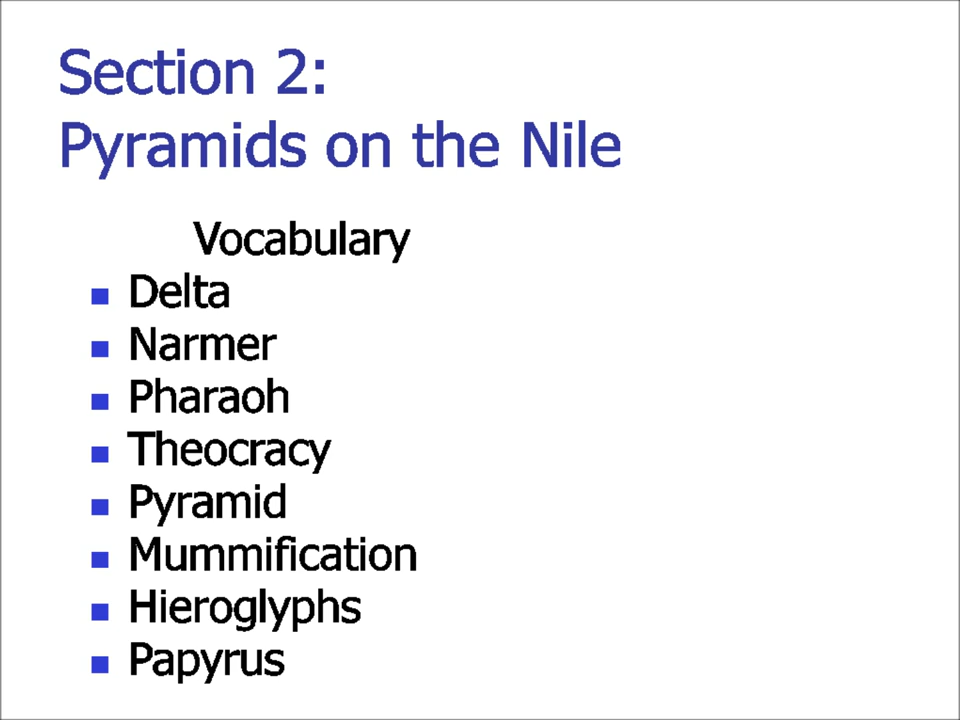 Section 2:
Pyramids on the Nile
Vocabulary
Delta
Narmer
Pharaoh
Theocracy
Pyramid
Mummification
Hieroglyphs
Papyrus